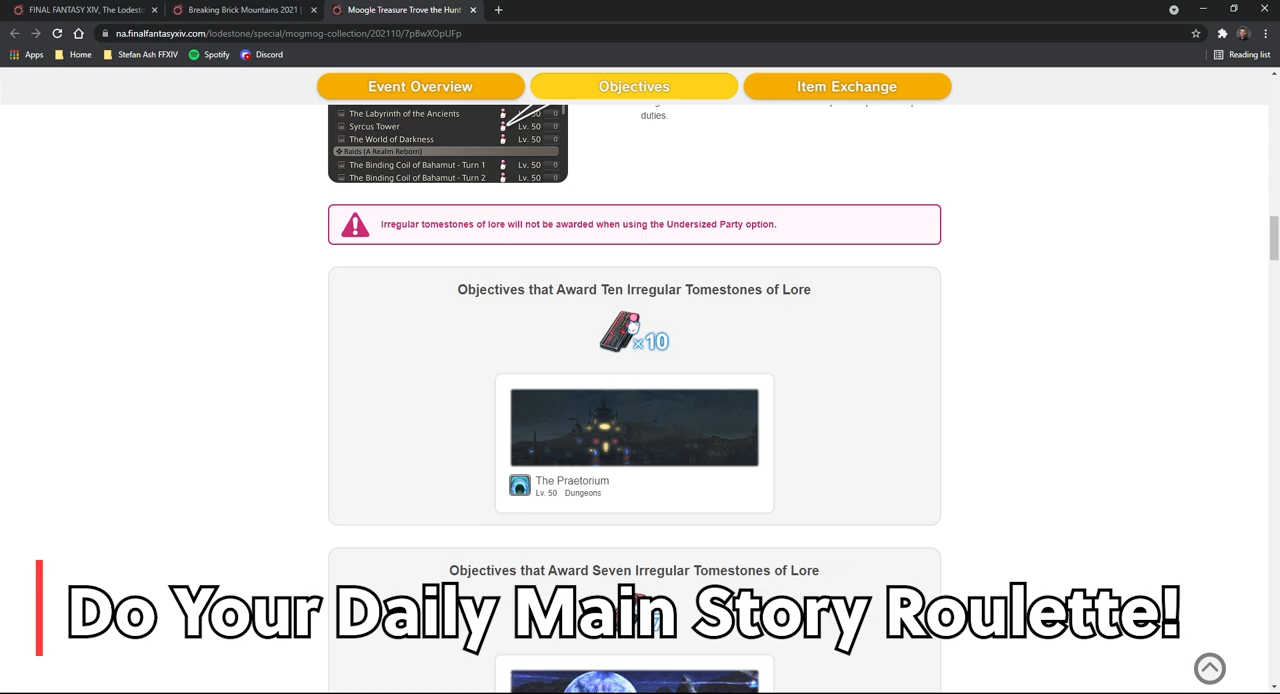 FINAL FANTASY XIV, The Lodesto
Breaking Brick Mountains 2021 |
Moogle Treasure Trove the Hunt
na.finalfantasyxiv.com/lodestone/special/mogmog-collection/202110/7pBwXOpUFp
Apps
Home
Stefan Ash FFXIV
Spotify
Discord
Reading list
Event Overview
Objectives
Item Exchange
duties.
The Labyrinth of the Ancients Lv. 50 0
Syrcus Tower Lv. 50 0
The World of Darkness Lv. 50 0
Raids (A Realm Reborn)
The Binding Coil of Bahamut - Turn 1 Lv. 50 0
The Binding Coil of Bahamut - Turn 2 Lv. 50 0
Irregular tomestones of lore will not be awarded when using the Undersized Party option.
Objectives that Award Ten Irregular Tomestones of Lore
×10
The Praetorium
Lv. 50 Dungeons
Objectives that Award Seven Irregular Tomestones of Lore
Do Your Daily Main Story Roulette!